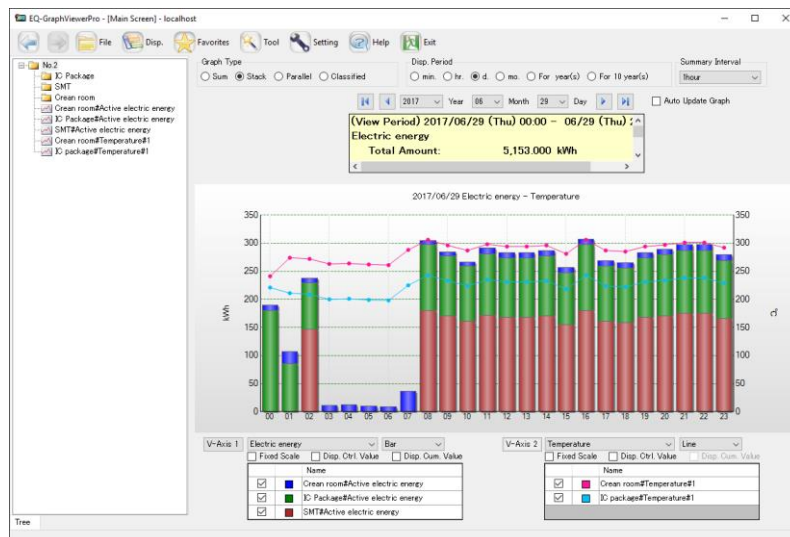 EQ-GraphViewerPro - [Main Screen] - localhost
File Disp. Favorites Tool Setting Help Exit
No.2
IC Package
SMT
Crean room
Crean room#Active electric energy
IC Package#Active electric energy
SMT#Active electric energy
Crean room#Temperature#1
IC package#Temperature#1
Tree
Graph Type
Sum Stack Parallel Classified
Disp. Period
min. hr. d. mo. For year(s) For 10 year(s)
Summary Interval
1hour
2017 Year 06 Month 29 Day
Auto Update Graph
(View Period) 2017/06/29 (Thu) 00:00 - 06/29 (Thu)
Electric energy
Total Amount: 5,153.000 kWh
2017/06/29 Electric energy - Temperature
350 350
300 300
250 250
200 200
kWh ℃
150 150
100 100
50 50
0 0
00 01 02 03 04 05 06 07 08 09 10 11 12 13 14 15 16 17 18 19 20 21 22 23
V-Axis 1 Electric energy Bar
Fixed Scale Disp. Ctrl. Value Disp. Cum. Value
Name
Crean room#Active electric energy
IC Package#Active electric energy
SMT#Active electric energy
V-Axis 2 Temperature Line
Fixed Scale Disp. Ctrl. Value Disp. Cum. Value
Name
Crean room#Temperature#1
IC package#Temperature#1